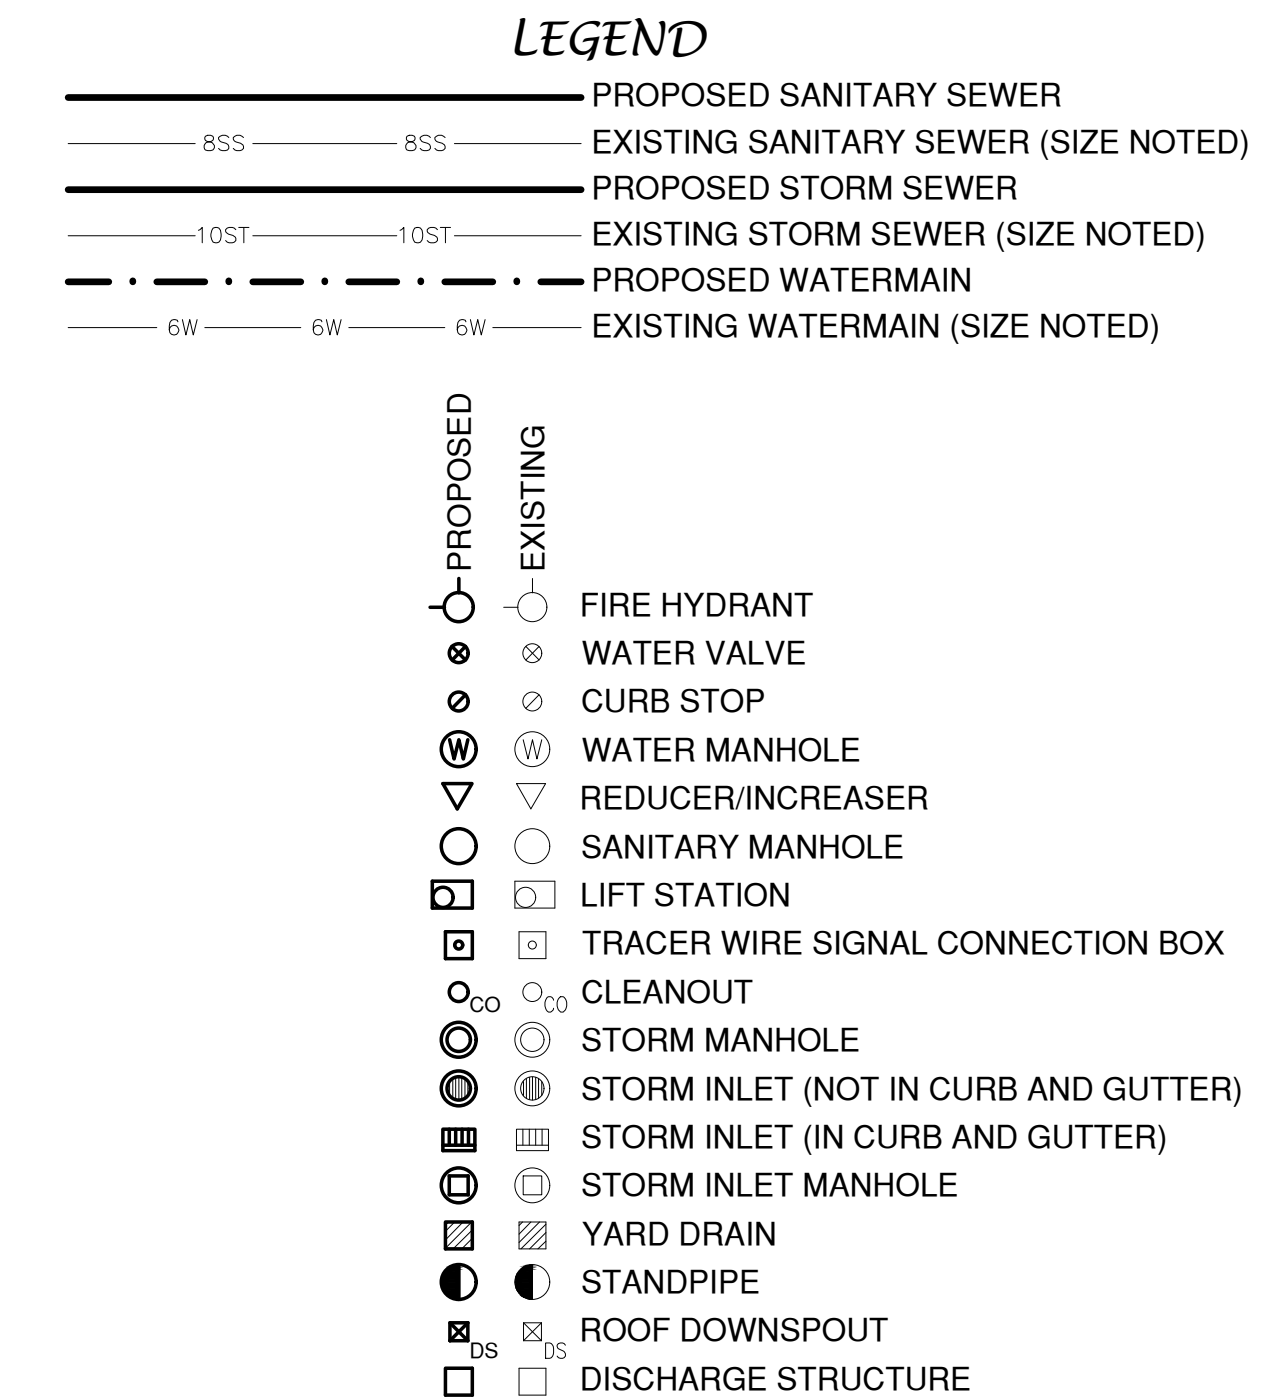 LEGEND
PROPOSED SANITARY SEWER
8SS 8SS EXISTING SANITARY SEWER (SIZE NOTED)
PROPOSED STORM SEWER
10ST 10ST EXISTING STORM SEWER (SIZE NOTED)
PROPOSED WATERMAIN
6W 6W 6W EXISTING WATERMAIN (SIZE NOTED)
PROPOSED
EXISTING
FIRE HYDRANT
WATER VALVE
CURB STOP
W W WATER MANHOLE
REDUCER/INCREASER
SANITARY MANHOLE
LIFT STATION
TRACER WIRE SIGNAL CONNECTION BOX
CO CO CLEANOUT
STORM MANHOLE
STORM INLET (NOT IN CURB AND GUTTER)
STORM INLET (IN CURB AND GUTTER)
STORM INLET MANHOLE
YARD DRAIN
STANDPIPE
DS DS ROOF DOWNSPOUT
DISCHARGE STRUCTURE